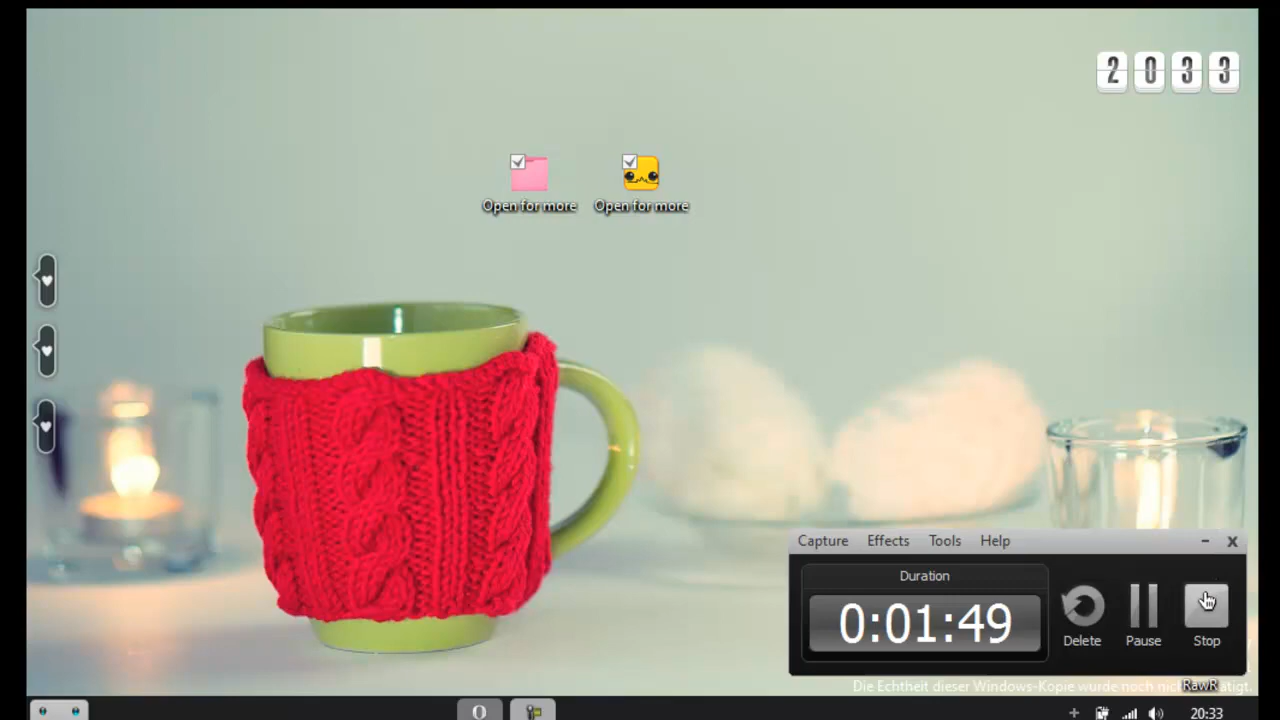 2033
Open for more
Open for more
Capture Effects Tools Help
Duration
0:01:49
Delete Pause Stop
Die Echtheit dieser Windows-Kopie wurde noch
RawR
20:33